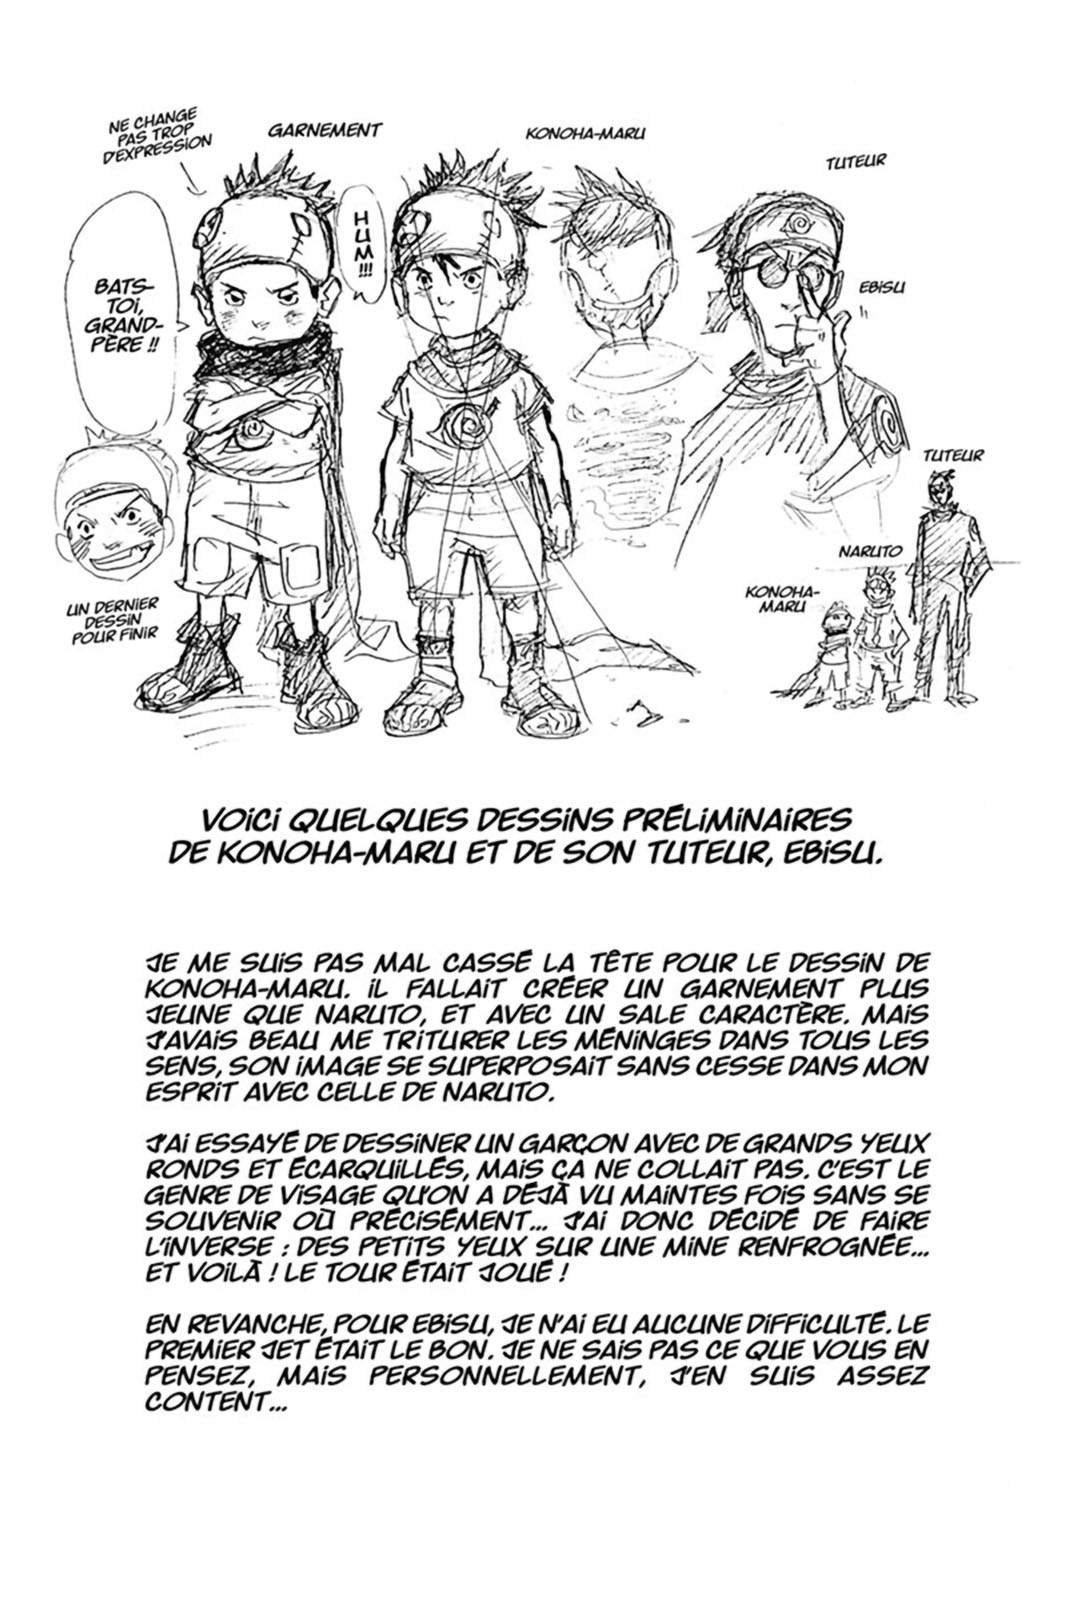 NE CHANGE
PAS TROP
D'EXPRESSION
GARNEMENT
KONOHA-MARU
TUTEUR
HUM!!!
BATS-
TOI,
GRAND-
PÈRE !!
EBISU
TUTEUR
NARUTO
KONOHA-
MARU
UN DERNIER
DESSIN
POUR FINIR
VOICI QUELQUES DESSINS PRÉLIMINAIRES
DE KONOHA-MARU ET DE SON TUTEUR, EBISU.
JE ME SUIS PAS MAL CASSÉ LA TÊTE POUR LE DESSIN DE
KONOHA-MARU. IL FALLAIT CRÉER UN GARNEMENT PLUS
JEUNE QUE NARUTO, ET AVEC UN SALE CARACTÈRE. MAIS
J'AVAIS BEAU ME TRITURER LES MÉNINGES DANS TOUS LES
SENS, SON IMAGE SE SUPERPOSAIT SANS CESSE DANS MON
ESPRIT AVEC CELLE DE NARUTO.
J'AI ESSAYÉ DE DESSINER UN GARÇON AVEC DE GRANDS YEUX
RONDS ET ÉCARQUILLÉS, MAIS ÇA NE COLLAIT PAS. C'EST LE
GENRE DE VISAGE QU'ON A DÉJÀ VU MAINTES FOIS SANS SE
SOUVENIR OÙ PRÉCISÉMENT... J'AI DONC DÉCIDÉ DE FAIRE
L'INVERSE : DES PETITS YEUX SUR UNE MINE RENFROGNÉE...
ET VOILÀ ! LE TOUR ÉTAIT JOUÉ !
EN REVANCHE, POUR EBISU, JE N'AI EU AUCUNE DIFFICULTÉ. LE
PREMIER JET ÉTAIT LE BON. JE NE SAIS PAS CE QUE VOUS EN
PENSEZ, MAIS PERSONNELLEMENT, J'EN SUIS ASSEZ
CONTENT...